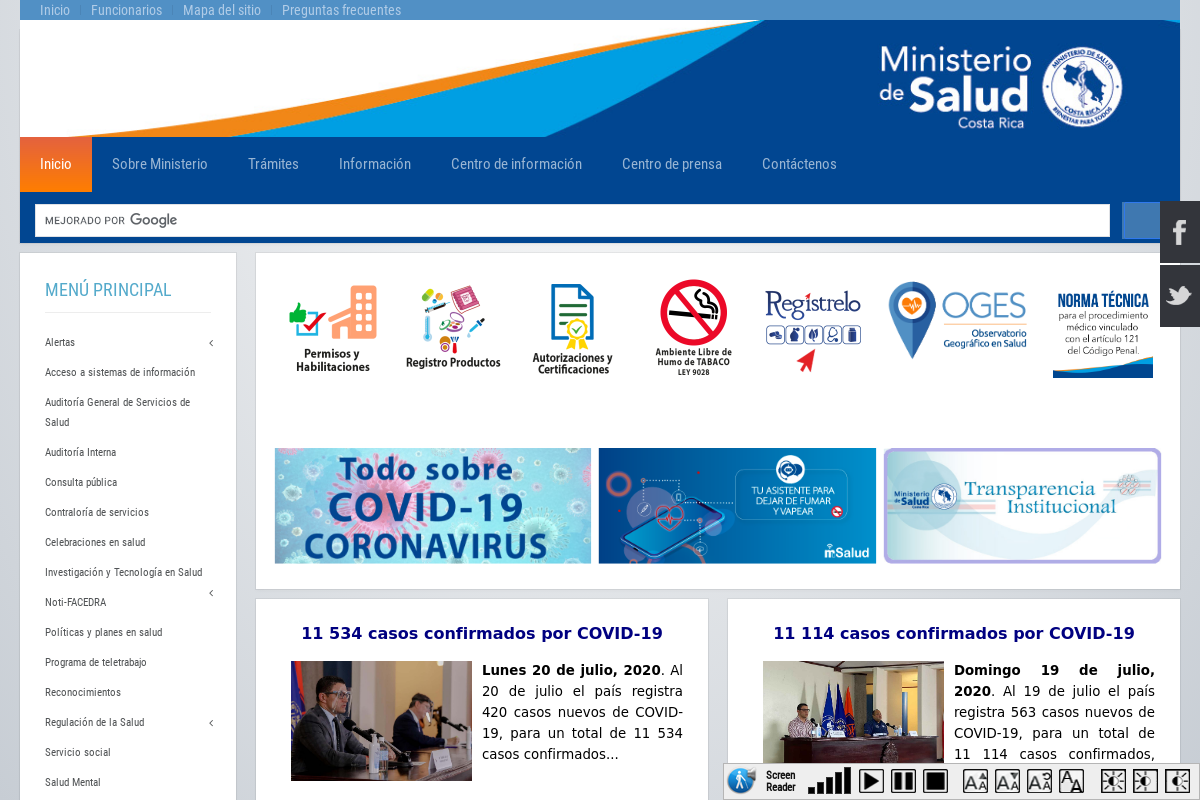 Inicio
Funcionarios
Mapa del sitio
Preguntas frecuentes
Ministerio
de Salud
Costa Rica
MINISTERIO DE SALUD
COSTA RICA
BIENESTAR PARA TODOS
Inicio
Sobre Ministerio
Trámites
Información
Centro de información
Centro de prensa
Contáctenos
MEJORADO POR Google
MENÚ PRINCIPAL
Alertas
Acceso a sistemas de información
Auditoría General de Servicios de
Salud
Auditoría Interna
Consulta pública
Contraloría de servicios
Celebraciones en salud
Investigación y Tecnología en Salud
Noti-FACEDRA
Políticas y planes en salud
Programa de teletrabajo
Reconocimientos
Regulación de la Salud
Servicio social
Salud Mental
Permisos y
Habilitaciones
Registro Productos
Autorizaciones y
Certificaciones
Ambiente Libre de
Humo de TABACO
LEY 9028
Regístrelo
OGES
Observatorio
Geográfico en Salud
NORMA TÉCNICA
para el procedimiento
médico vinculado
con el artículo 121
del Código Penal.
Todo sobre
COVID-19
CORONAVIRUS
TU ASISTENTE PARA
DEJAR DE FUMAR
Y VAPEAR
mSalud
Ministerio
de Salud
Costa Rica
Transparencia
Institucional
11 534 casos confirmados por COVID-19
Lunes 20 de julio, 2020. Al
20 de julio el país registra
420 casos nuevos de COVID-
19, para un total de 11 534
casos confirmados...
11 114 casos confirmados por COVID-19
Domingo 19 de julio,
2020. Al 19 de julio el país
registra 563 casos nuevos de
COVID-19, para un total de
11 114 casos confirmados,
Screen
Reader